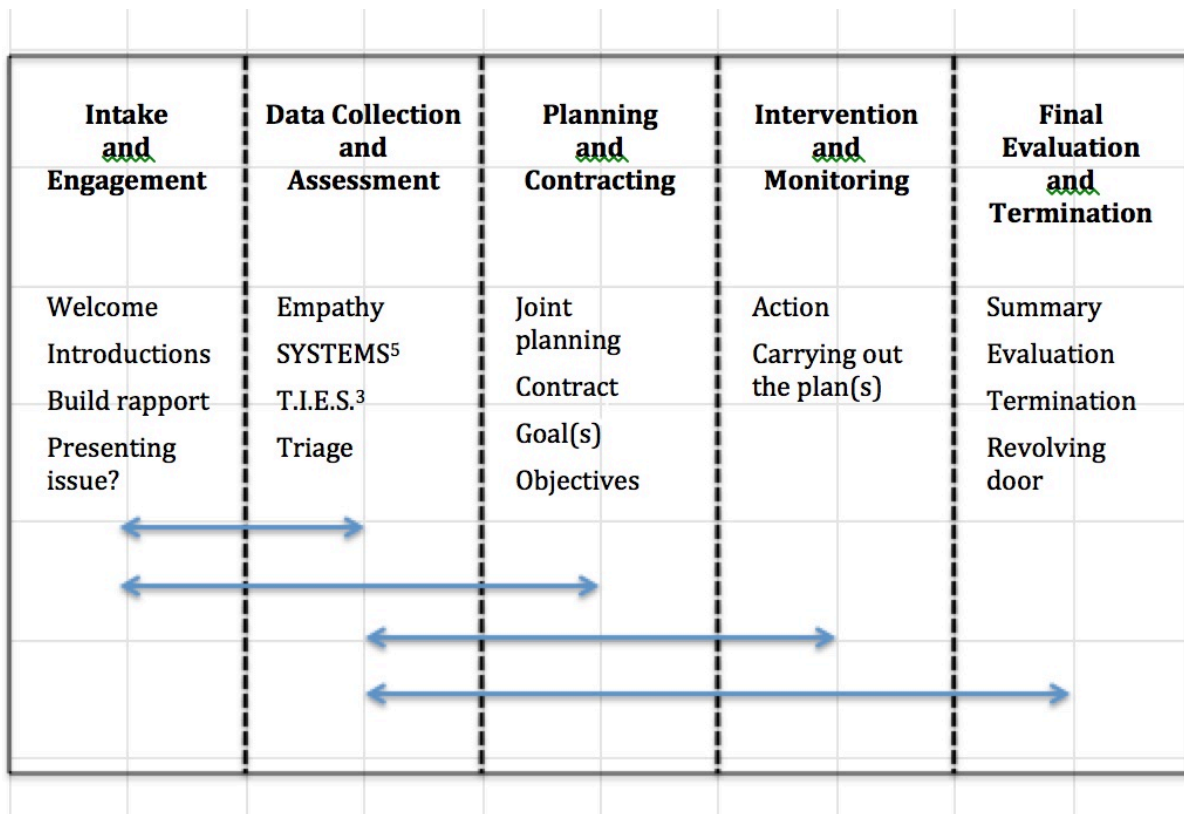 Intake
and
Engagement
Welcome
Introductions
Build rapport
Presenting
issue?
Data Collection
and
Assessment
Empathy
SYSTEMS⁵
T.I.E.S.³
Triage
Planning
and
Contracting
Joint
planning
Contract
Goal(s)
Objectives
Intervention
and
Monitoring
Action
Carrying out
the plan(s)
Final
Evaluation
and
Termination
Summary
Evaluation
Termination
Revolving
door